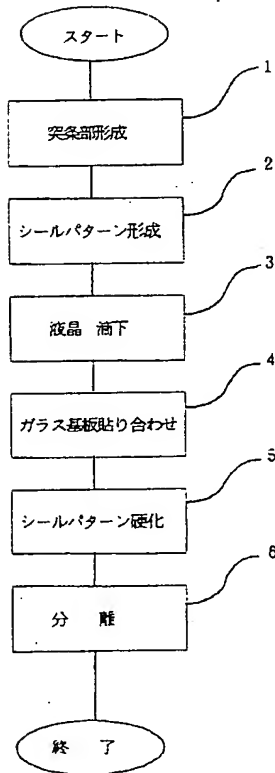 スタート
1
突条部形成
2
シールパターン形成
3
液晶 滴下
4
ガラス基板貼り合わせ
5
シールパターン硬化
6
分 離
終 了